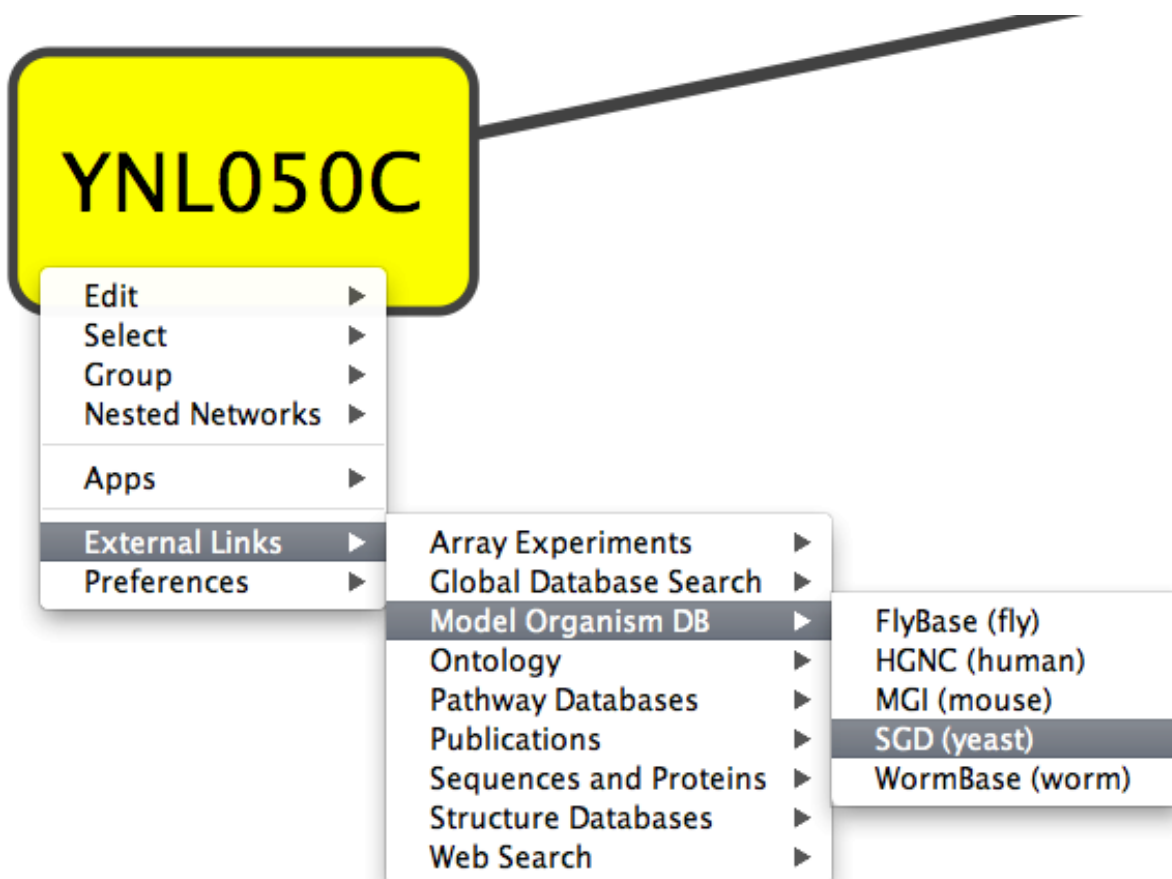 YNL050C
Edit
Select
Group
Nested Networks
Apps
External Links
Preferences
Array Experiments
Global Database Search
Model Organism DB
Ontology
Pathway Databases
Publications
Sequences and Proteins
Structure Databases
Web Search
FlyBase (fly)
HGNC (human)
MGI (mouse)
SGD (yeast)
WormBase (worm)